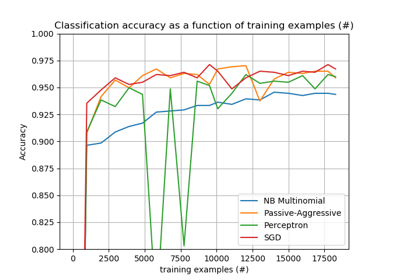 Classification accuracy as a function of training examples (#)
1.000
0.975
0.950
0.925
0.900
0.875
0.850
0.825
0.800
Accuracy
NB Multinomial
Passive-Aggressive
Perceptron
SGD
0 2500 5000 7500 10000 12500 15000 17500
training examples (#)